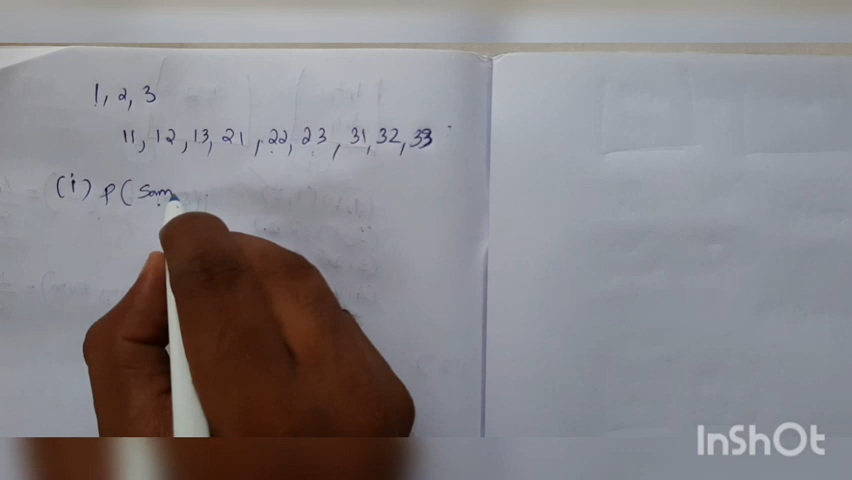 1, 2, 3
11, 12, 13, 21, 22, 23, 31, 32, 33
(i) P(Sam
InShOt